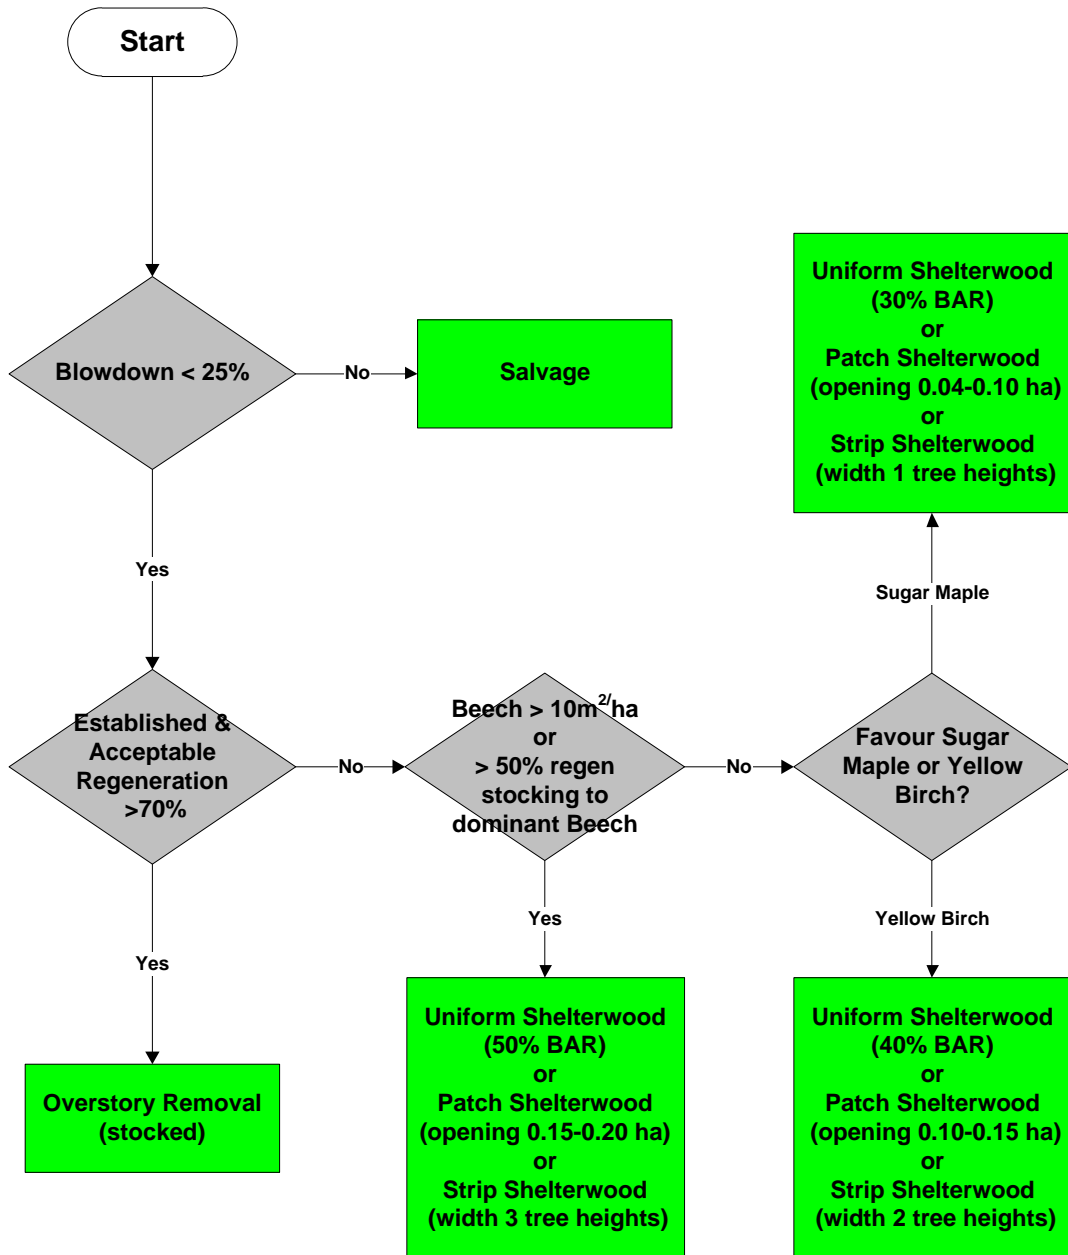 Start
Blowdown < 25%
No
Salvage
Uniform Shelterwood
(30% BAR)
or
Patch Shelterwood
(opening 0.04-0.10 ha)
or
Strip Shelterwood
(width 1 tree heights)
Yes
Sugar Maple
Established &
Acceptable
Regeneration
>70%
No
Beech > 10m²/ha
or
> 50% regen
stocking to
dominant Beech
No
Favour Sugar
Maple or Yellow
Birch?
Yes
Yes
Yellow Birch
Overstory Removal
(stocked)
Uniform Shelterwood
(50% BAR)
or
Patch Shelterwood
(opening 0.15-0.20 ha)
or
Strip Shelterwood
(width 3 tree heights)
Uniform Shelterwood
(40% BAR)
or
Patch Shelterwood
(opening 0.10-0.15 ha)
or
Strip Shelterwood
(width 2 tree heights)